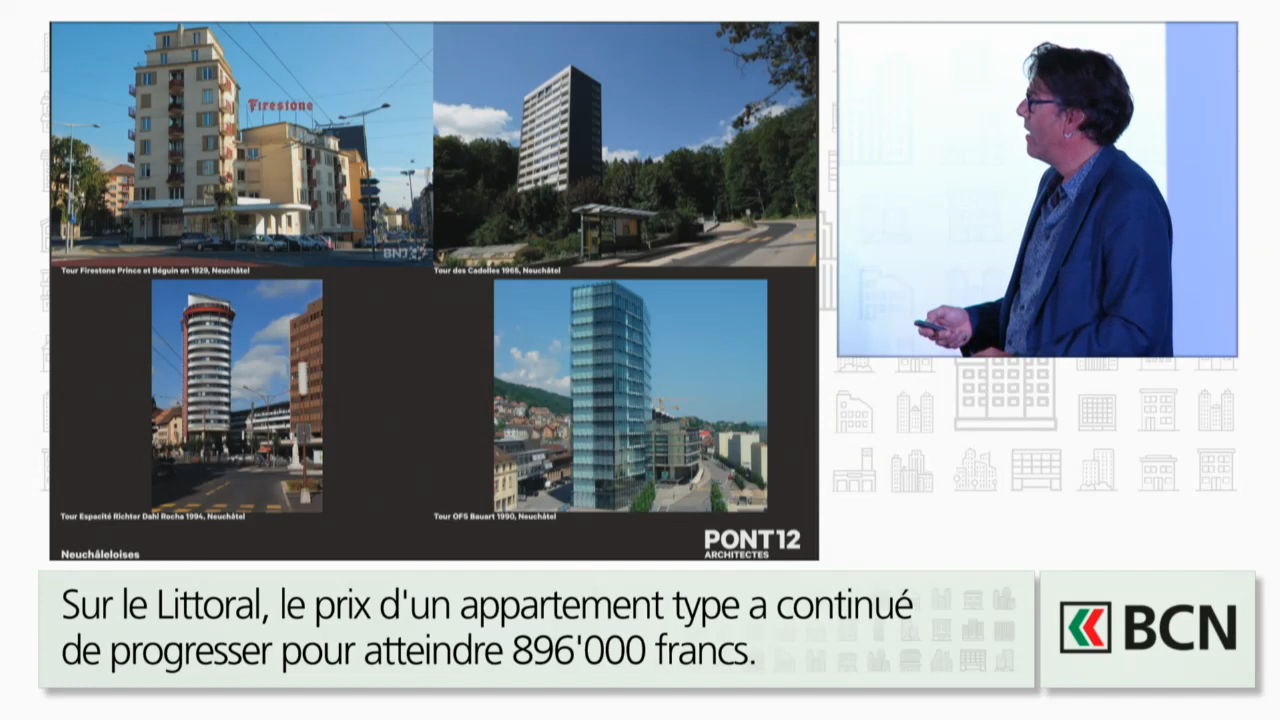 Firestone
BNJ
Tour Firestone Prince et Béguin en 1929, Neuchâtel
Tour des Cadolles 1965, Neuchâtel
Tour Espacité Richter Dahl Rocha 1994, Neuchâtel
Tour OFS Bauart 1990, Neuchâtel
Neuchâleloises
PONT12
ARCHITECTES
Sur le Littoral, le prix d'un appartement type a continué
de progresser pour atteindre 896'000 francs.
BCN